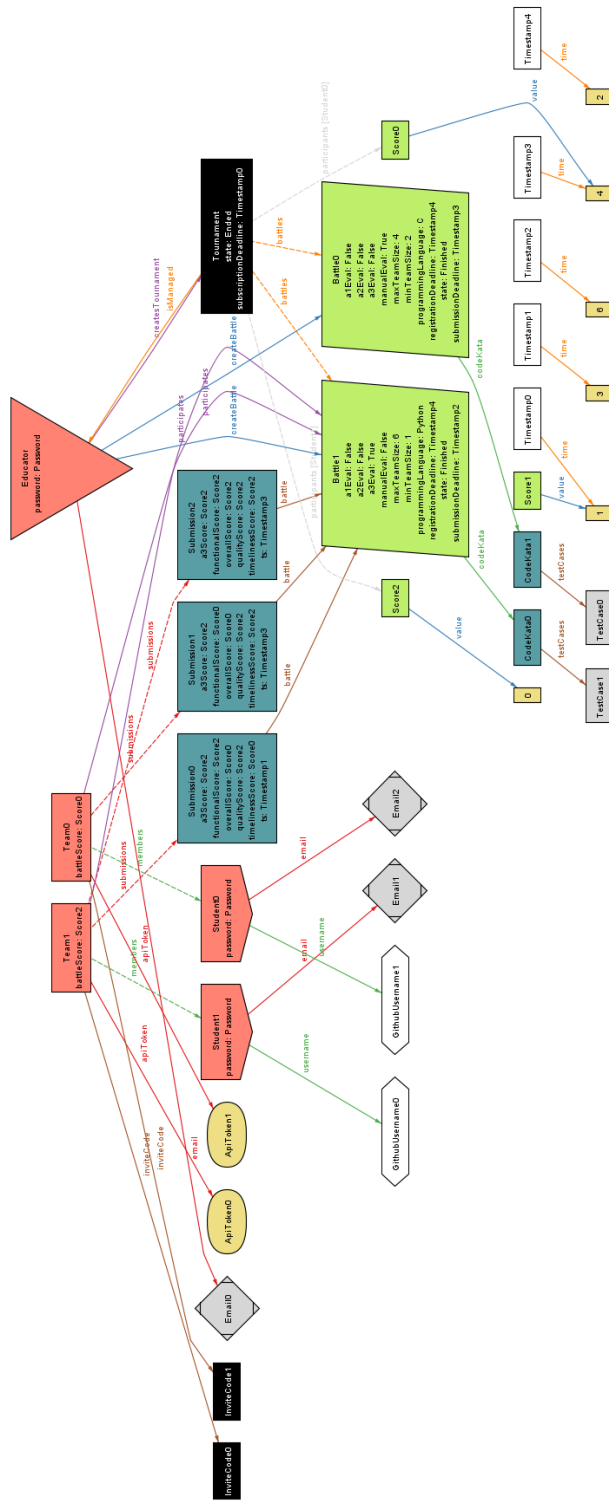 Educator
password: Password
Team1
battleScore: Score2
Team0
battleScore: Score0
inviteCode
inviteCode
email
apiToken
apiToken
members
members
submissions
submissions
submissions
participates
participates
createBattle
createBattle
createsTournament
isManaged
InviteCode0
InviteCode1
Email0
ApiToken0
ApiToken1
Student1
password: Password
Student0
password: Password
Submission0
a3Score: Score2
functionalScore: Score2
overallScore: Score0
qualityScore: Score2
timelinessScore: Score0
ts: Timestamp1
Submission1
a3Score: Score2
functionalScore: Score0
overallScore: Score0
qualityScore: Score2
timelinessScore: Score2
ts: Timestamp3
Submission2
a3Score: Score2
functionalScore: Score2
overallScore: Score2
qualityScore: Score2
timelinessScore: Score2
ts: Timestamp3
Tournament
state: Ended
subscriptionDeadline: Timestamp0
username
email
email
username
battle
battle
battle
participants [Student
battles
battles
participants [Student0]
GithubUsername0
GithubUsername1
Email1
Email2
Score2
Battle1
a1Eval: False
a2Eval: False
a3Eval: True
manualEval: False
maxTeamSize: 6
minTeamSize: 1
programmingLanguage: Python
registrationDeadline: Timestamp4
state: Finished
submissionDeadline: Timestamp2
Battle0
a1Eval: False
a2Eval: False
a3Eval: False
manualEval: True
maxTeamSize: 4
minTeamSize: 2
programmingLanguage: C
registrationDeadline: Timestamp4
state: Finished
submissionDeadline: Timestamp3
Score0
value
codeKata
codeKata
value
0
CodeKata0
CodeKata1
Score1
Timestamp0
Timestamp1
Timestamp2
Timestamp3
Timestamp4
testCases
testCases
value
time
time
time
time
time
TestCase1
TestCase0
1
3
6
4
2